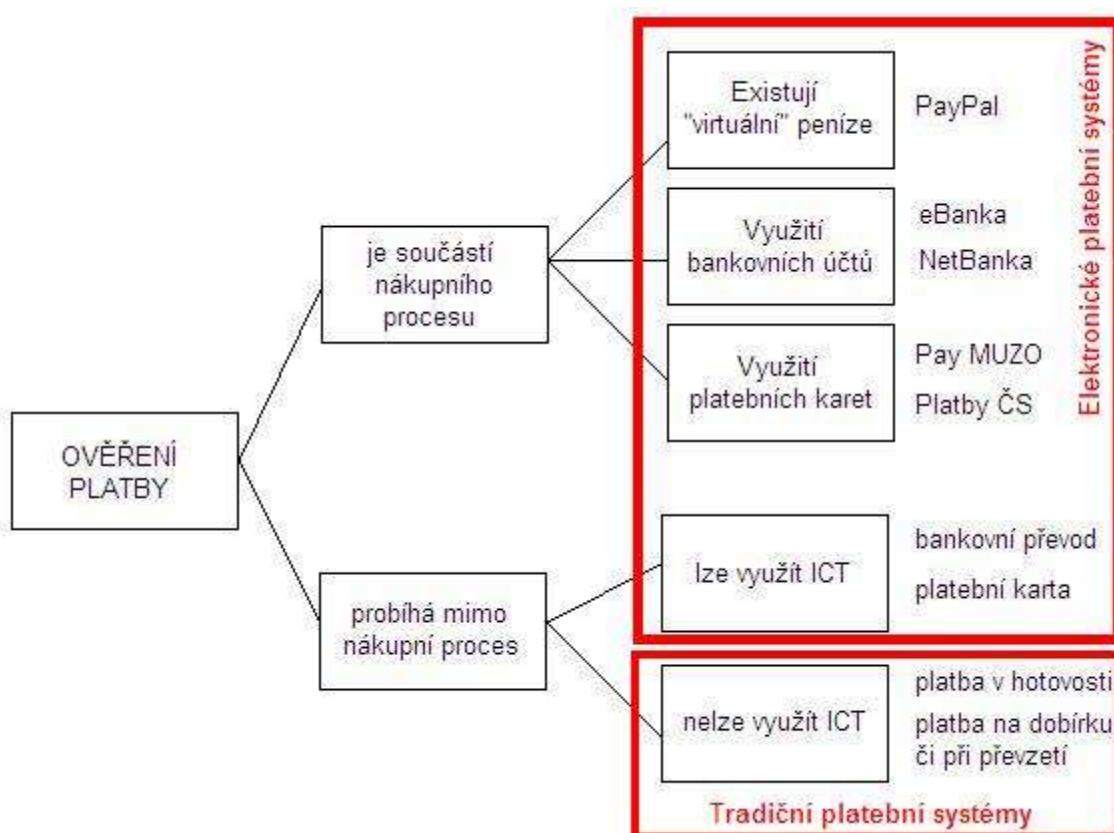 OVĚŘENÍ
PLATBY
je součástí
nákupního
procesu
probíhá mimo
nákupní proces
Existují
"virtuální" peníze
PayPal
Využití
bankovních účtů
eBanka
NetBanka
Využití
platebních karet
Pay MUZO
Platby ČS
lze využít ICT
bankovní převod
platební karta
Elektronické platební systémy
nelze využít ICT
platba v hotovosti
platba na dobírku
či při převzetí
Tradiční platební systémy